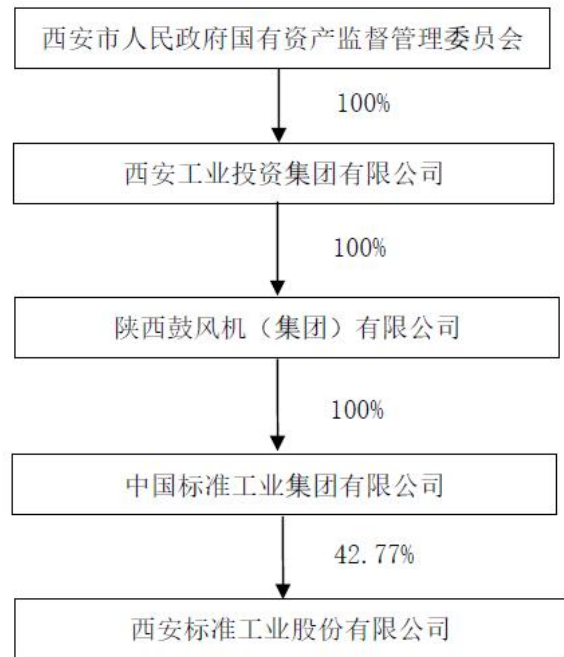 西安市人民政府国有资产监督管理委员会
100%
西安工业投资集团有限公司
100%
陕西鼓风机（集团）有限公司
100%
中国标准工业集团有限公司
42.77%
西安标准工业股份有限公司